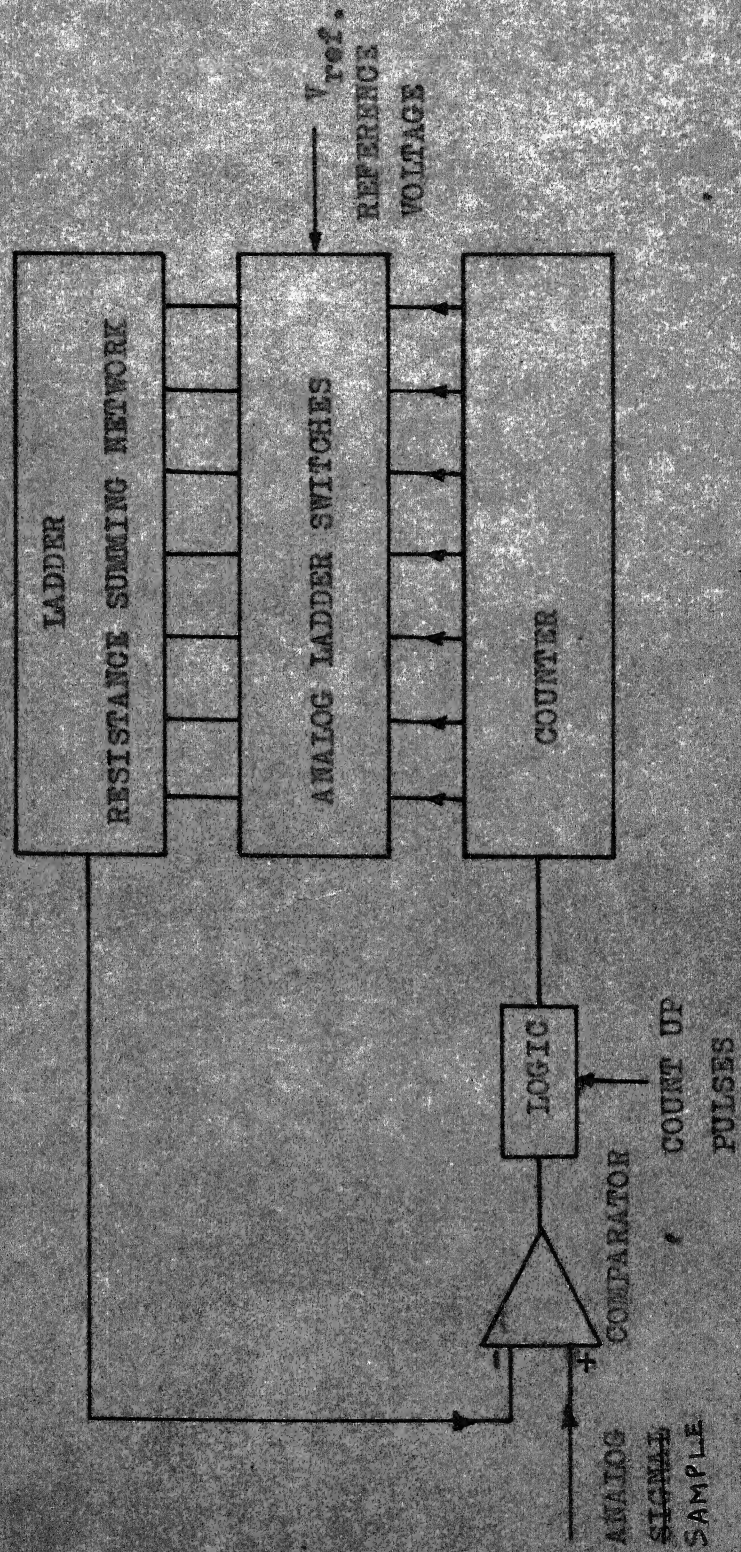 LADDER
RESISTANCE SUMMING NETWORK
ANALOG LADDER SWITCHES
Vref.
REFERENCE
VOLTAGE
COUNTER
LOGIC
COUNT UP
PULSES
COMPARATOR
-
+
ANALOG
SIGNAL
SAMPLE